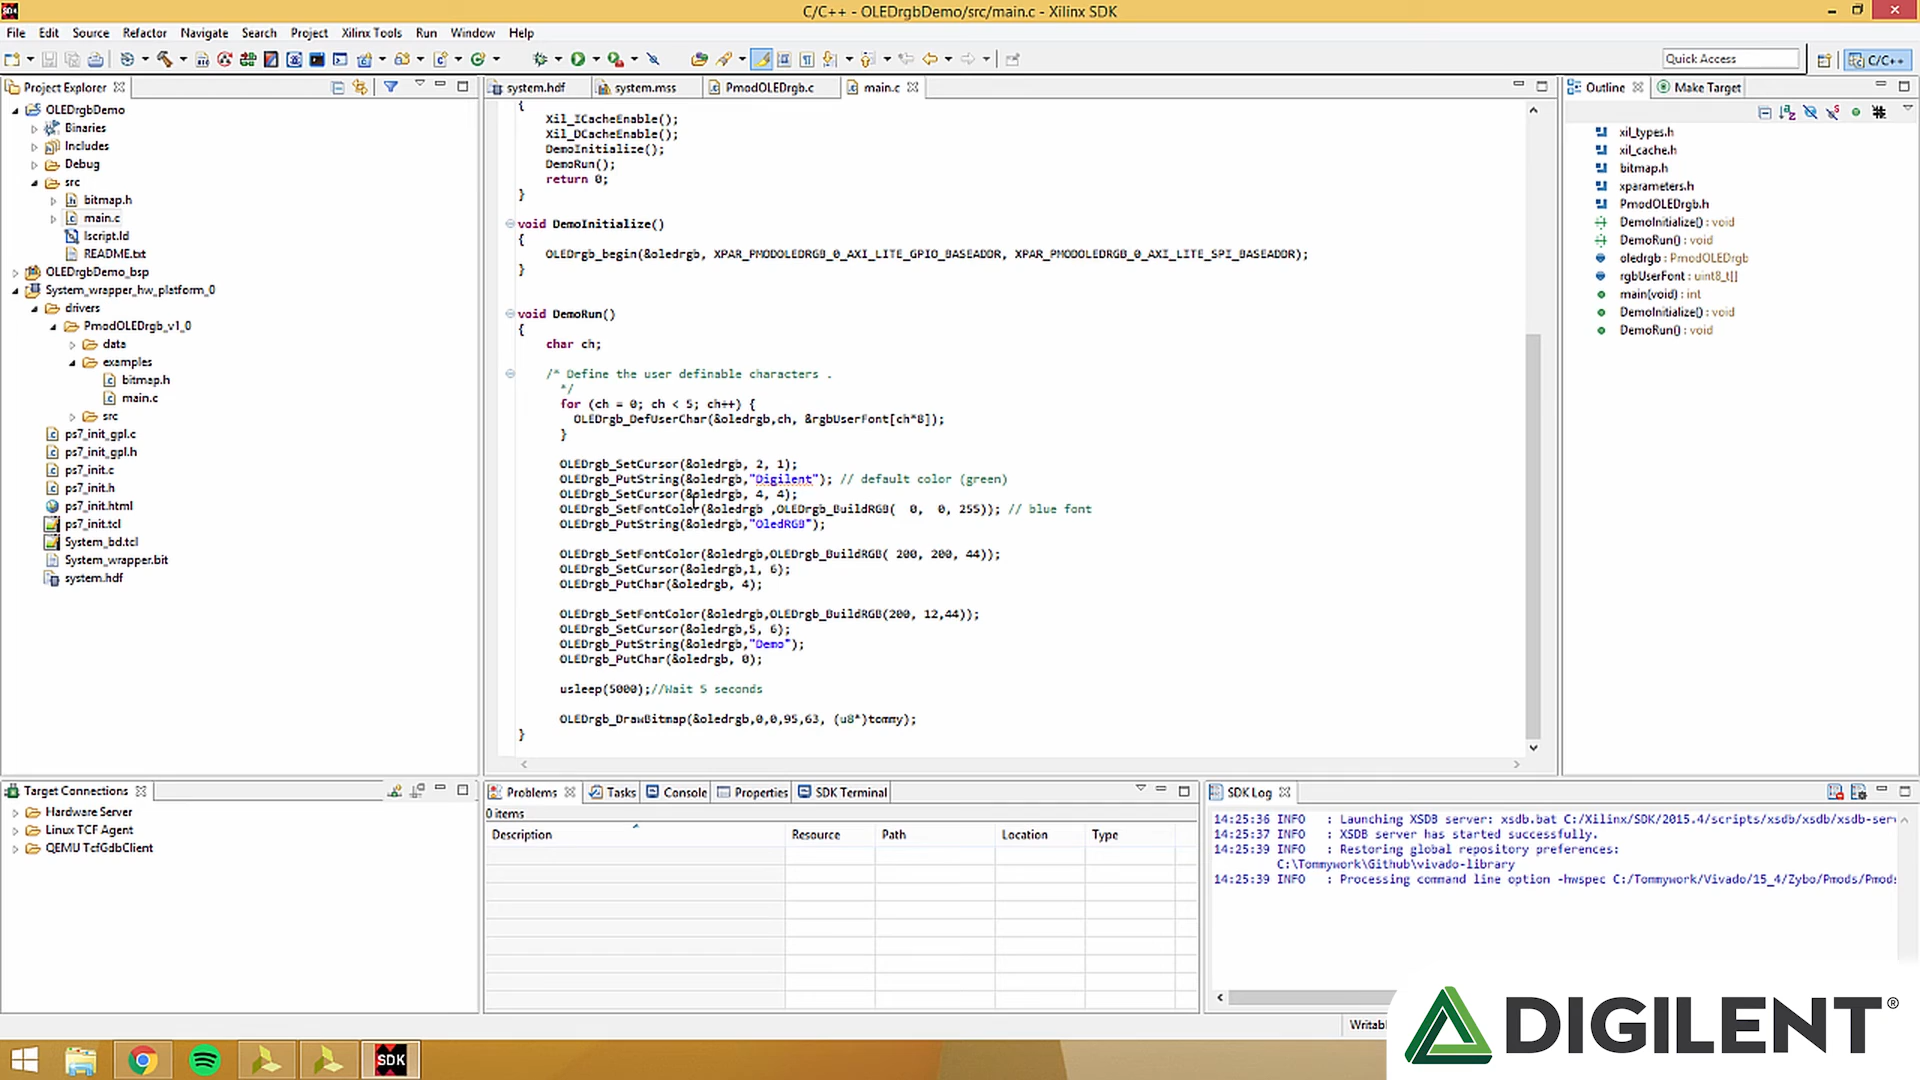 C/C++ - OLEDrgbDemo/src/main.c - Xilinx SDK
File Edit Source Refactor Navigate Search Project Xilinx Tools Run Window Help
Quick Access
C/C++
Project Explorer
OLEDrgbDemo
Binaries
Includes
Debug
src
bitmap.h
main.c
lscript.ld
README.txt
OLEDrgbDemo_bsp
System_wrapper_hw_platform_0
drivers
PmodOLEDrgb_v1_0
data
examples
bitmap.h
main.c
src
ps7_init_gpl.c
ps7_init_gpl.h
ps7_init.c
ps7_init.h
ps7_init.html
ps7_init.tcl
System_bd.tcl
System_wrapper.bit
system.hdf
system.hdf system.mss PmodOLEDrgb.c main.c
{
Xil_ICacheEnable();
Xil_DCacheEnable();
DemoInitialize();
DemoRun();
return 0;
}
void DemoInitialize()
{
OLEDrgb_begin(&oledrgb, XPAR_PMODOLEDRGB_0_AXI_LITE_GPIO_BASEADDR, XPAR_PMODOLEDRGB_0_AXI_LITE_SPI_BASEADDR);
}
void DemoRun()
{
char ch;
/* Define the user definable characters .
*/
for (ch = 0; ch < 5; ch++) {
OLEDrgb_DefUserChar(&oledrgb,ch, &rgbUserFont[ch*8]);
}
OLEDrgb_SetCursor(&oledrgb, 2, 1);
OLEDrgb_PutString(&oledrgb,"Digilent"); // default color (green)
OLEDrgb_SetCursor(&oledrgb, 4, 4);
OLEDrgb_SetFontColor(&oledrgb ,OLEDrgb_BuildRGB( 0, 0, 255)); // blue font
OLEDrgb_PutString(&oledrgb,"OledRGB");
OLEDrgb_SetFontColor(&oledrgb,OLEDrgb_BuildRGB( 200, 200, 44));
OLEDrgb_SetCursor(&oledrgb,1, 6);
OLEDrgb_PutChar(&oledrgb, 4);
OLEDrgb_SetFontColor(&oledrgb,OLEDrgb_BuildRGB(200, 12,44));
OLEDrgb_SetCursor(&oledrgb,5, 6);
OLEDrgb_PutString(&oledrgb,"Demo");
OLEDrgb_PutChar(&oledrgb, 0);
usleep(5000);//Wait 5 seconds
OLEDrgb_DrawBitmap(&oledrgb,0,0,95,63, (u8*)tommy);
}
Outline Make Target
xil_types.h
xil_cache.h
bitmap.h
xparameters.h
PmodOLEDrgb.h
DemoInitialize() : void
DemoRun() : void
oledrgb : PmodOLEDrgb
rgbUserFont : uint8_t[]
main(void) : int
DemoInitialize() : void
DemoRun() : void
Target Connections
Hardware Server
Linux TCF Agent
QEMU TcfGdbClient
Problems Tasks Console Properties SDK Terminal
0 items
Description Resource Path Location Type
SDK Log
14:25:36 INFO : Launching XSDB server: xsdb.bat C:/Xilinx/SDK/2015.4/scripts/xsdb/xsdb/xsdb-serv
14:25:37 INFO : XSDB server has started successfully.
14:25:39 INFO : Restoring global repository preferences:
C:\Tommywork\Github\vivado-library
14:25:39 INFO : Processing command line option -hwspec C:/Tommywork/Vivado/15_4/Zybo/Pmods/Pmod
Writabl
SDK
DIGILENT®